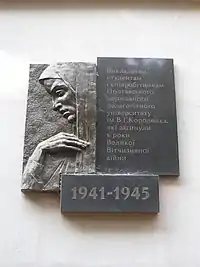 Викладачам,
студентам
і співробітникам
Полтавського
державного
педагогічного
університету
ім. В.Г. Короленка,
які загинули
в роки
Великої
Вітчизняної
війни
1941-1945